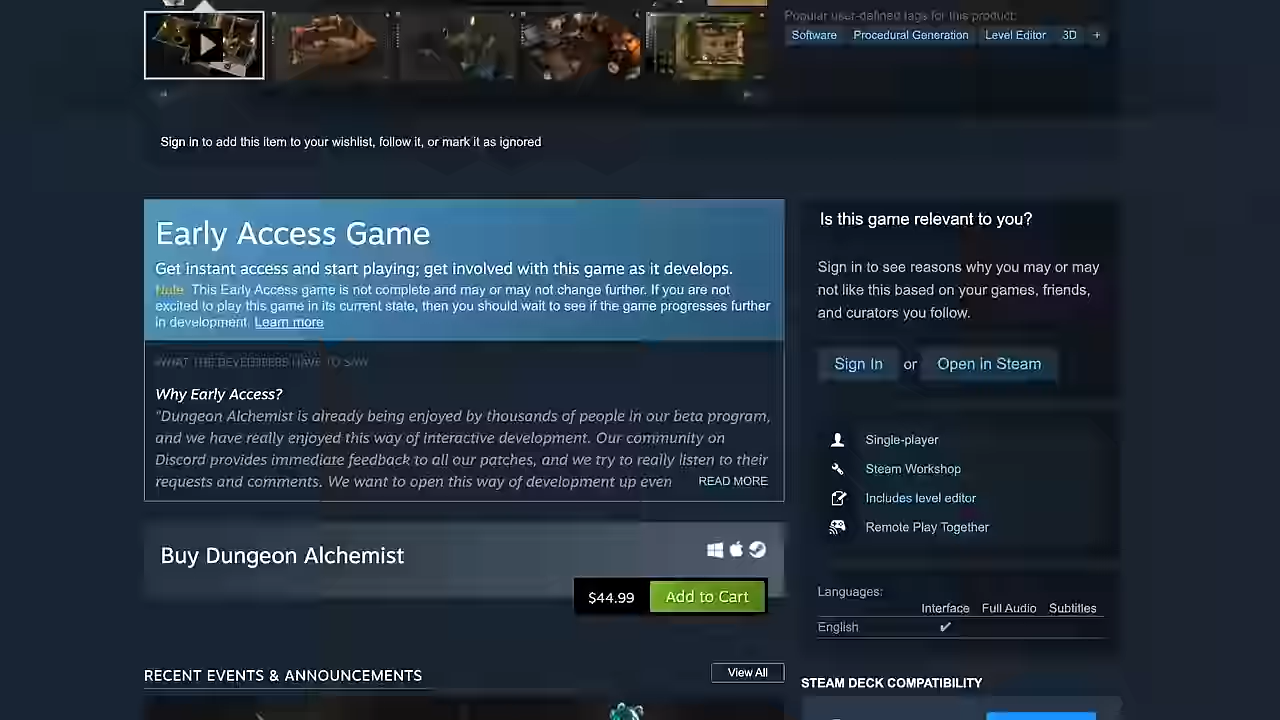 Popular user-defined tags for this product:
Software Procedural Generation Level Editor 3D +
Sign in to add this item to your wishlist, follow it, or mark it as ignored
Early Access Game
Get instant access and start playing; get involved with this game as it develops.
Note: This Early Access game is not complete and may or may not change further. If you are not
excited to play this game in its current state, then you should wait to see if the game progresses further
in development. Learn more
WHAT THE DEVELOPERS HAVE TO SAY:
Why Early Access?
"Dungeon Alchemist is already being enjoyed by thousands of people in our beta program,
and we have really enjoyed this way of interactive development. Our community on
Discord provides immediate feedback to all our patches, and we try to really listen to their
requests and comments. We want to open this way of development up even
READ MORE
Buy Dungeon Alchemist
$44.99 Add to Cart
RECENT EVENTS & ANNOUNCEMENTS
View All
Is this game relevant to you?
Sign in to see reasons why you may or may
not like this based on your games, friends,
and curators you follow.
Sign In or Open in Steam
Single-player
Steam Workshop
Includes level editor
Remote Play Together
Languages:
Interface Full Audio Subtitles
English ✔
STEAM DECK COMPATIBILITY